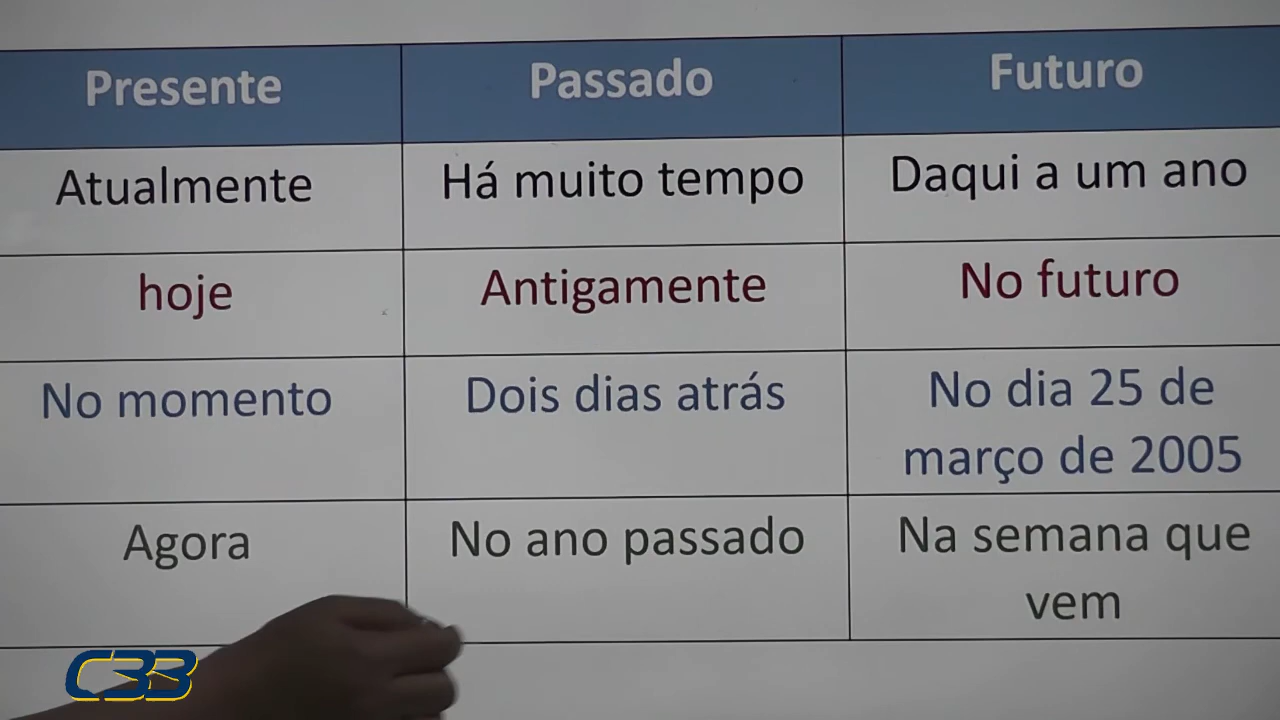 Presente Passado Futuro
Atualmente Há muito tempo Daqui a um ano
hoje Antigamente No futuro
No momento Dois dias atrás No dia 25 de
março de 2005
Agora No ano passado Na semana que
vem
C33